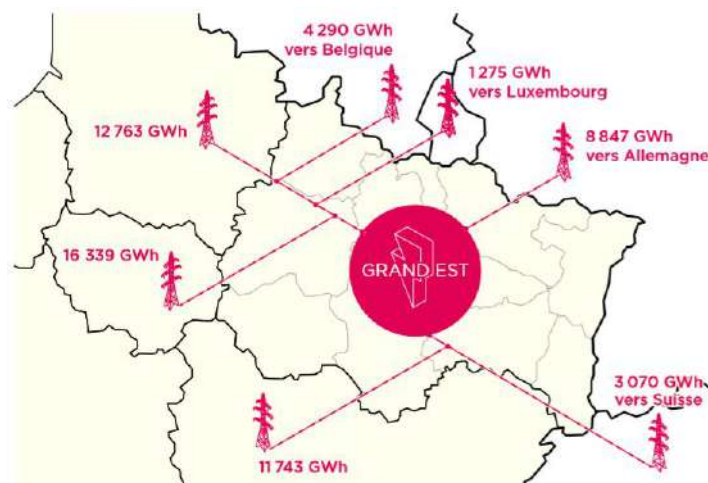 4 290 GWh
vers Belgique
1 275 GWh
vers Luxembourg
12 763 GWh
8 847 GWh
vers Allemagne
16 339 GWh
GRAND EST
3 070 GWh
vers Suisse
11 743 GWh